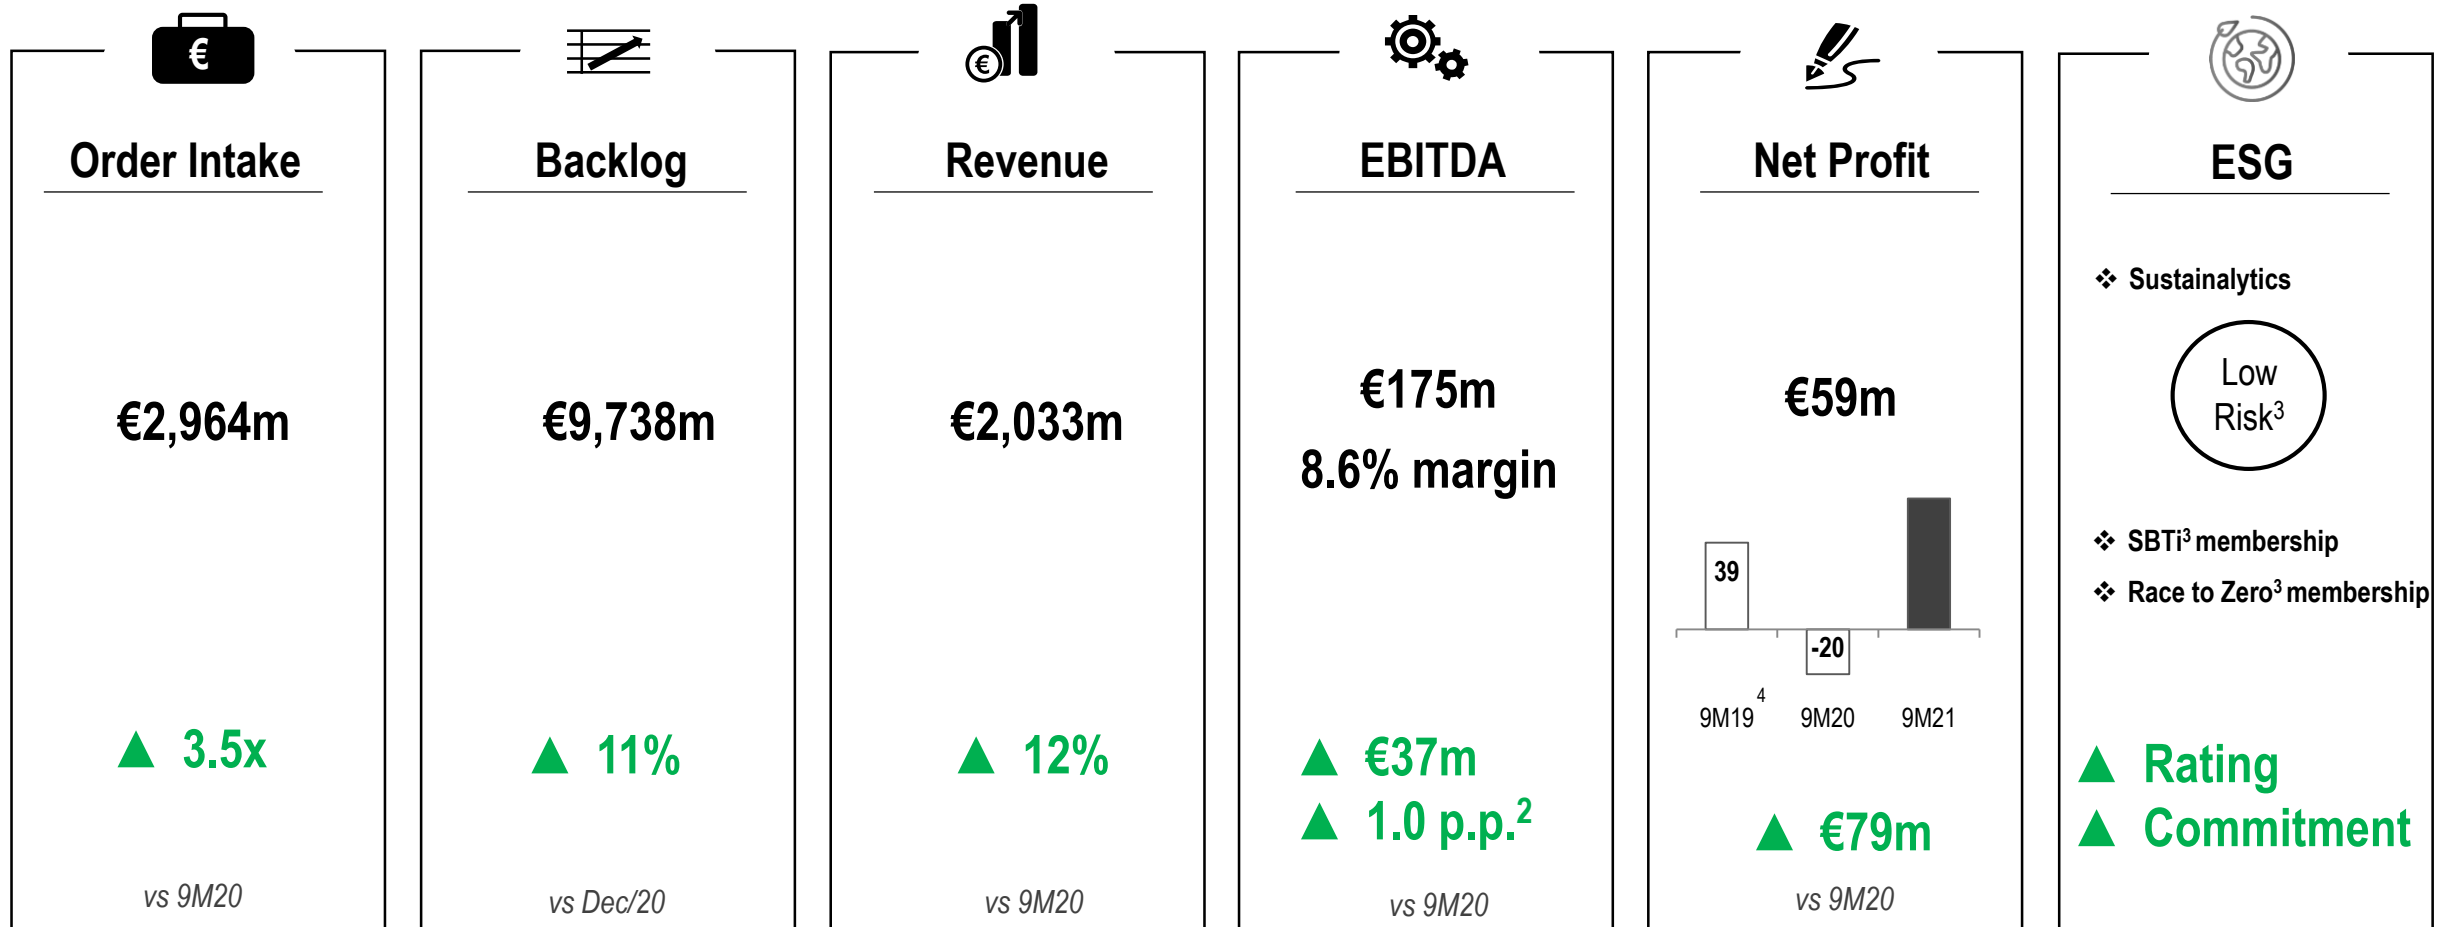 €
Order Intake
€2,964m
▲ 3.5x
vs 9M20
Backlog
€9,738m
▲ 11%
vs Dec/20
€
Revenue
€2,033m
▲ 12%
vs 9M20
EBITDA
€175m
8.6% margin
▲ €37m
▲ 1.0 p.p.²
vs 9M20
Net Profit
€59m
39
-20
4
9M19 9M20 9M21
▲ €79m
vs 9M20
ESG
❖ Sustainalytics
Low
Risk³
❖ SBTi³ membership
❖ Race to Zero³ membership
▲ Rating
▲ Commitment